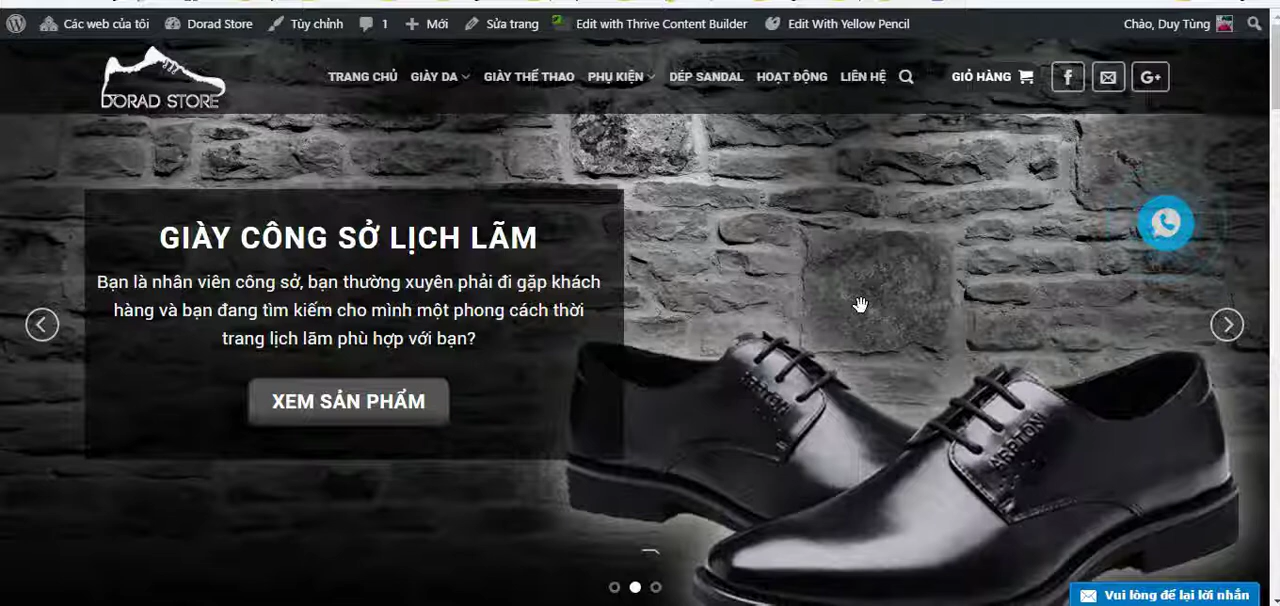 Các web của tôi Dorad Store Tùy chỉnh 1 Mới Sửa trang Edit with Thrive Content Builder Edit With Yellow Pencil Chào, Duy Tùng
DORAD STORE
TRANG CHỦ GIÀY DA GIÀY THỂ THAO PHỤ KIỆN DÉP SANDAL HOẠT ĐỘNG LIÊN HỆ GIỎ HÀNG f G+
GIÀY CÔNG SỞ LỊCH LÃM
Bạn là nhân viên công sở, bạn thường xuyên phải đi gặp khách
hàng và bạn đang tìm kiếm cho mình một phong cách thời
trang lịch lãm phù hợp với bạn?
XEM SẢN PHẨM
Vui lòng để lại lời nhắn